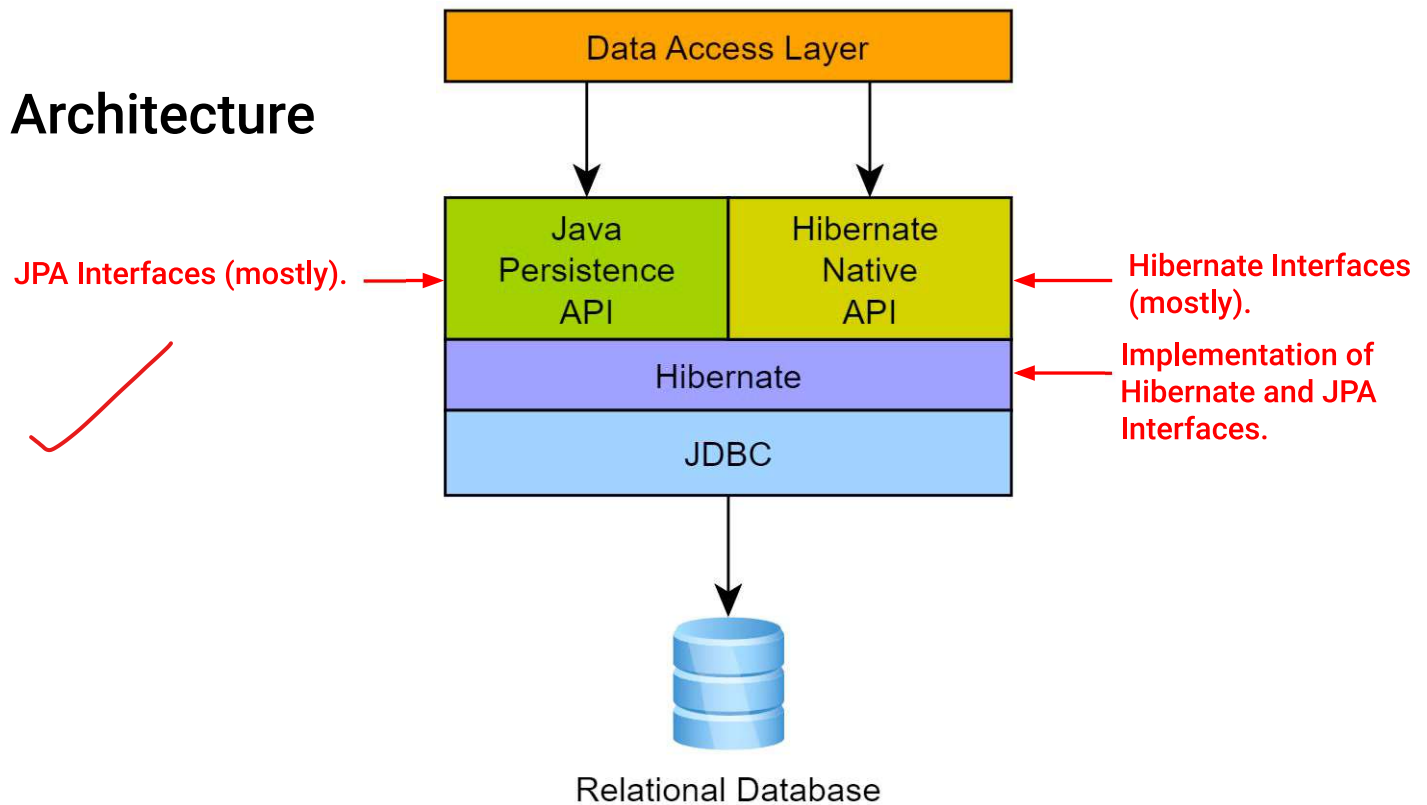 Data Access Layer
Architecture
Java
Persistence
API
Hibernate
Native
API
JPA Interfaces (mostly).
Hibernate Interfaces
(mostly).
Hibernate
Implementation of
Hibernate and JPA
Interfaces.
JDBC
Relational Database